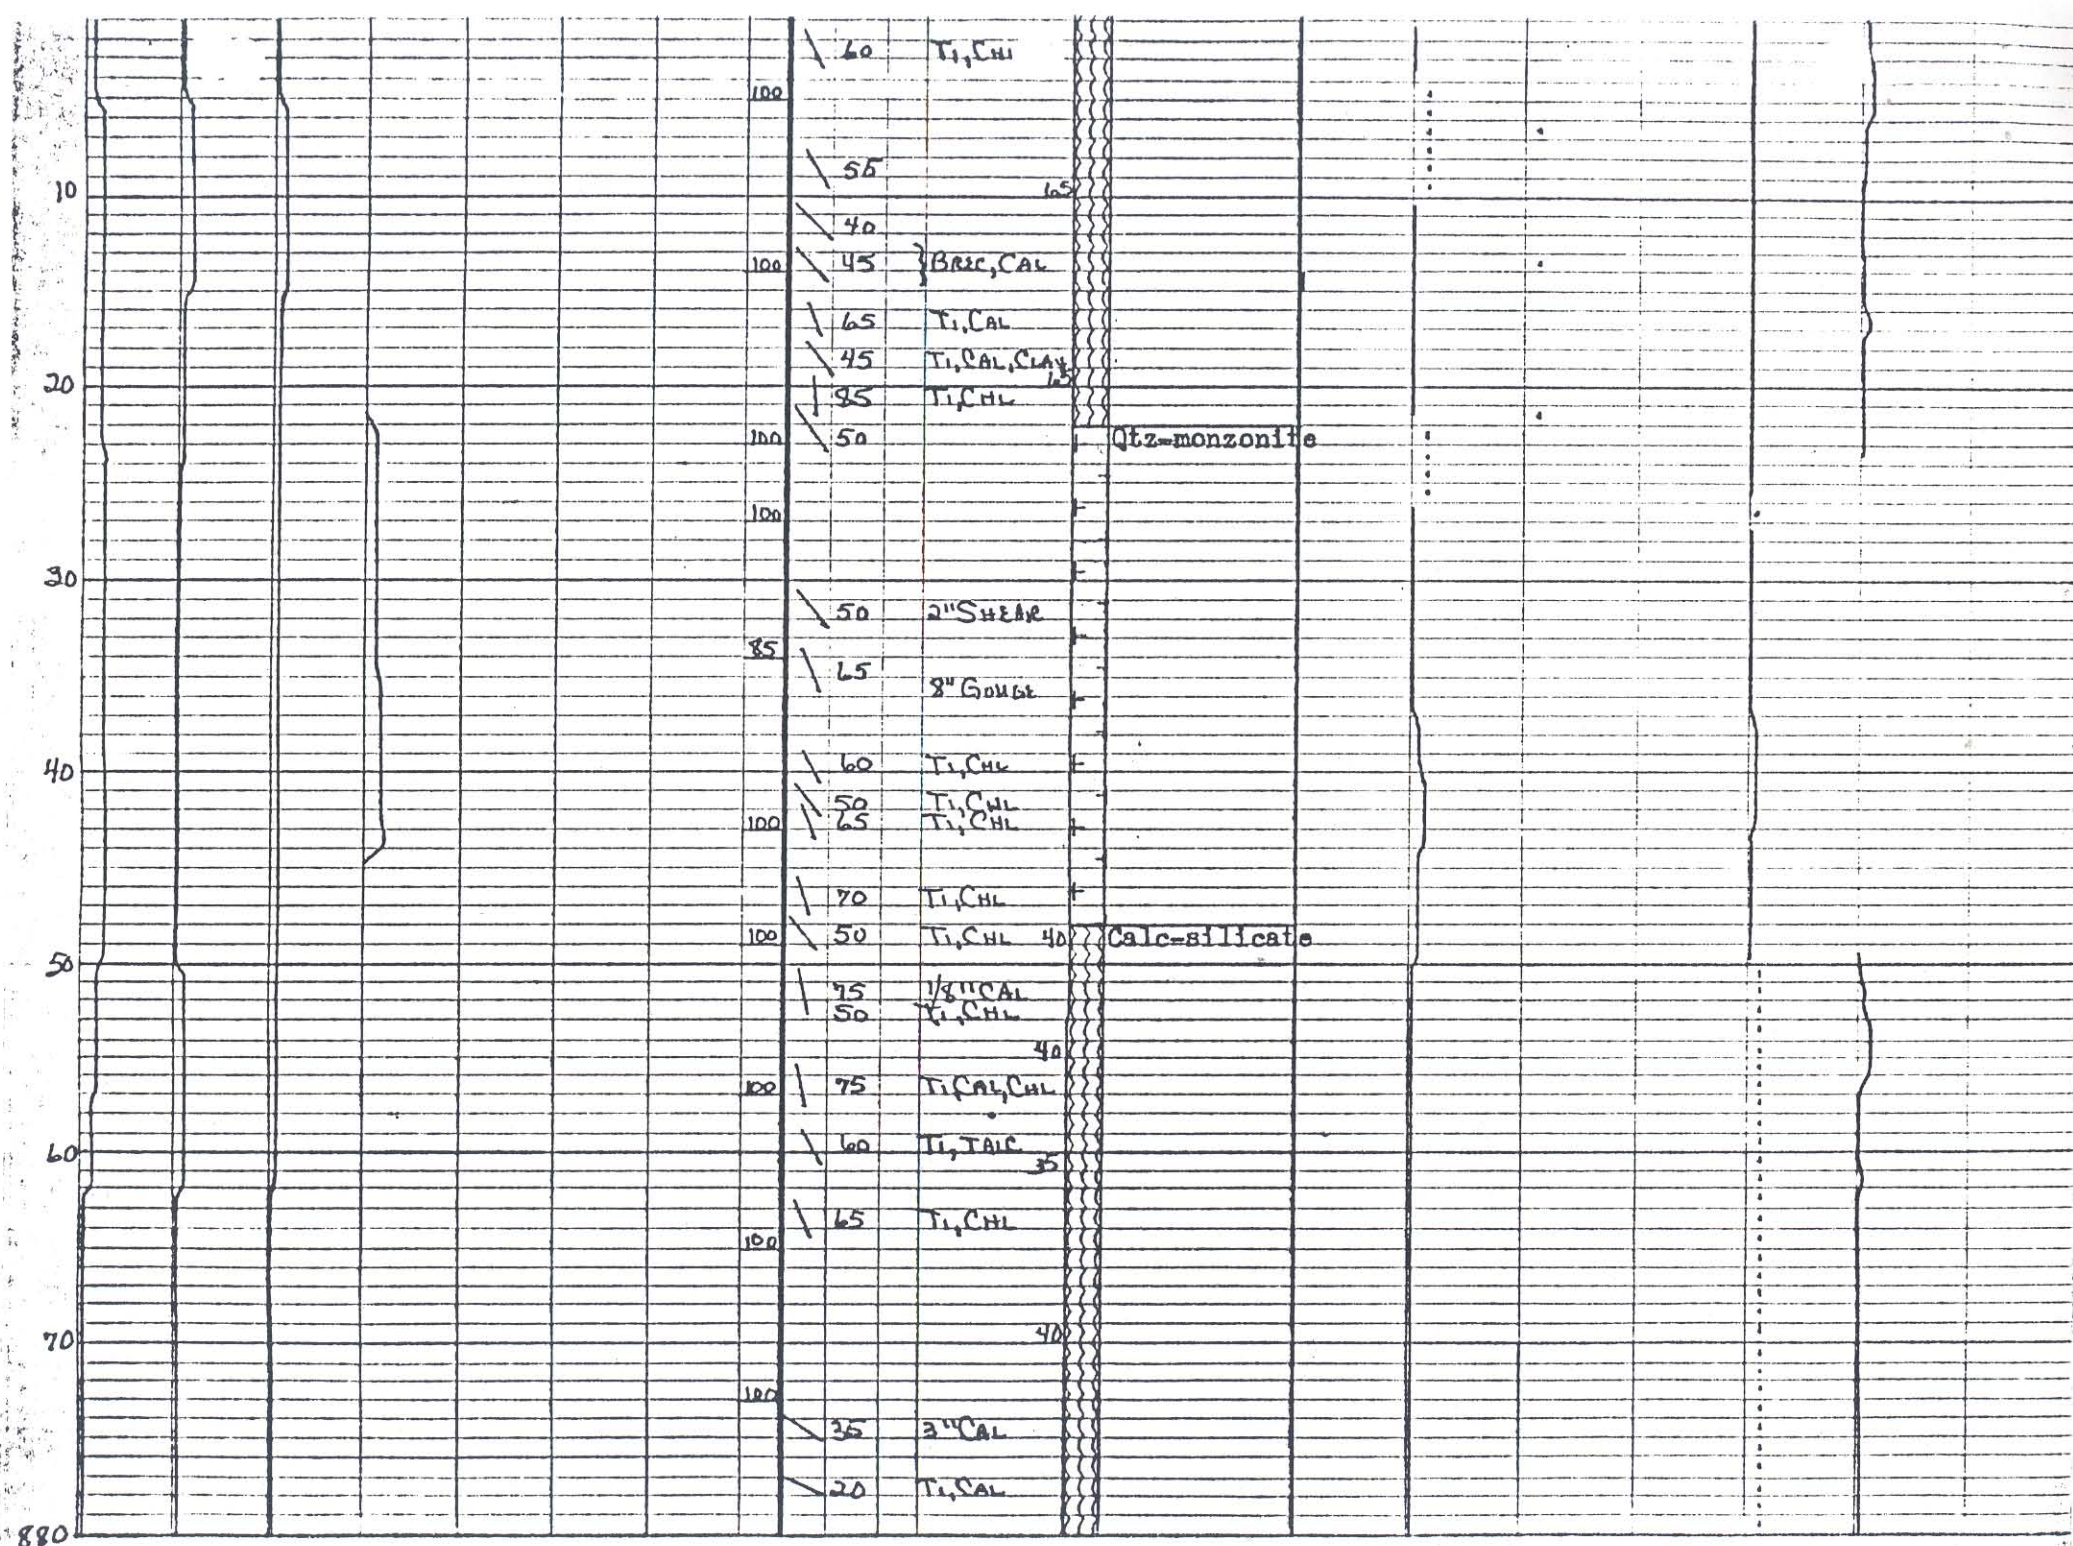 60 Ti, CHl
100
55
10 65
40
100 45 } BREC, CAL
65 Ti, CAL
45 Ti, CAL, CLAY
20 65
85 Ti, CHL
100 50 Qtz-monzonite
100
30
50 2" SHEAR
85
65
8" GOUGE
40 60 Ti, CHL
50 Ti, CHL
100 65 Ti, CHL
70 Ti, CHL
100 50 Ti, CHL 40 Calc-silicate
50
75 1/8" CAL
50 Ti, CHL
40
100 75 Ti, CAL, CHL
60 60 Ti, TALC
35
65 Ti, CHL
100
70 40
100
35 3" CAL
20 Ti, CAL
880